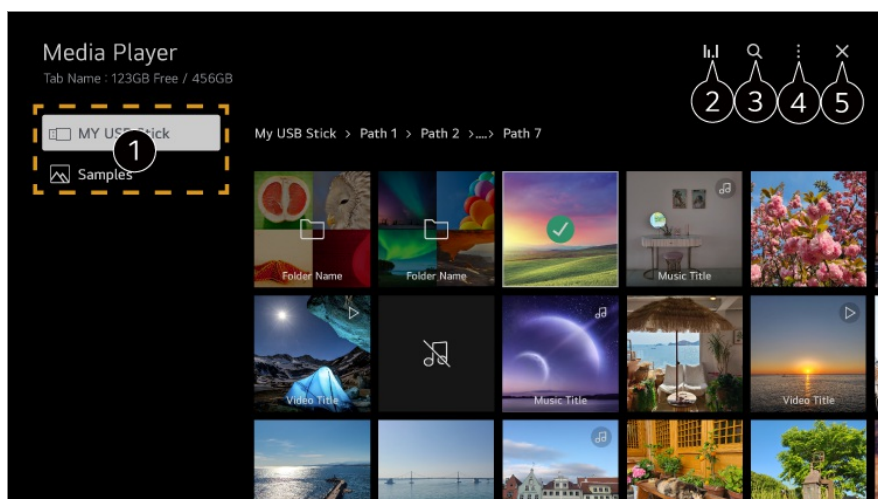 Media Player
Tab Name : 123GB Free / 456GB
2
3
4
5
MY USB Stick
1
Samples
My USB Stick > Path 1 > Path 2 >....> Path 7
Folder Name
Folder Name
Music Title
Video Title
Music Title
Video Title